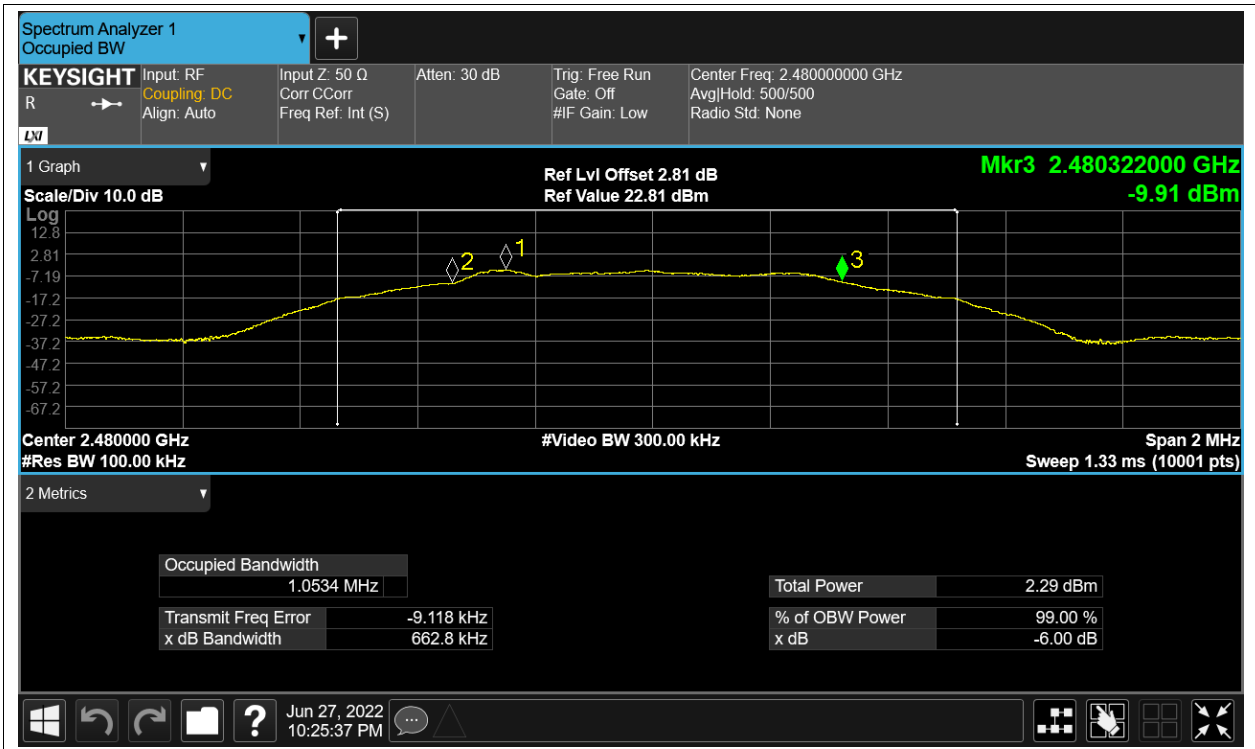 Spectrum Analyzer 1
Occupied BW
KEYSIGHT
R
LXI
Input: RF
Coupling: DC
Align: Auto
Input Z: 50 Ω
Corr CCorr
Freq Ref: Int (S)
Atten: 30 dB
Trig: Free Run
Gate: Off
#IF Gain: Low
Center Freq: 2.480000000 GHz
Avg|Hold: 500/500
Radio Std: None
1 Graph
Scale/Div 10.0 dB
Ref Lvl Offset 2.81 dB
Ref Value 22.81 dBm
Mkr3 2.480322000 GHz
-9.91 dBm
Log
12.8
2.81
-7.19
-17.2
-27.2
-37.2
-47.2
-57.2
-67.2
2
1
3
Center 2.480000 GHz
#Video BW 300.00 kHz
Span 2 MHz
#Res BW 100.00 kHz
Sweep 1.33 ms (10001 pts)
2 Metrics
Occupied Bandwidth
1.0534 MHz
Total Power 2.29 dBm
Transmit Freq Error -9.118 kHz
% of OBW Power 99.00 %
x dB Bandwidth 662.8 kHz
x dB -6.00 dB
?
Jun 27, 2022
10:25:37 PM